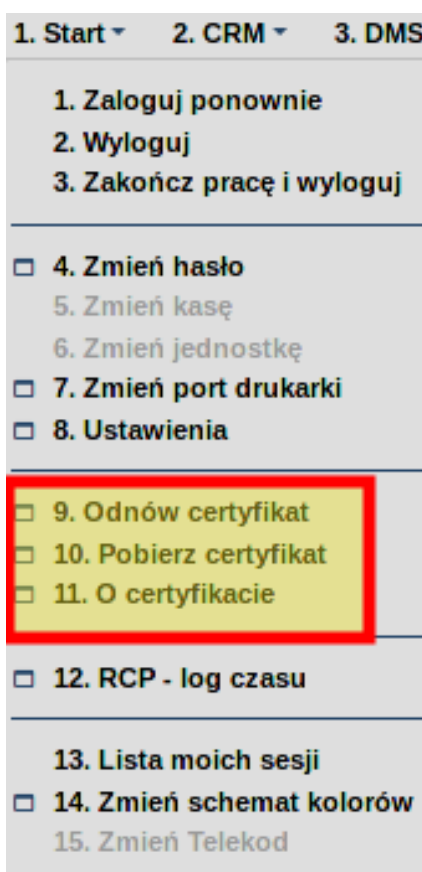 1. Start 2. CRM 3. DMS
1. Zaloguj ponownie
2. Wyloguj
3. Zakończ pracę i wyloguj
4. Zmień hasło
5. Zmień kasę
6. Zmień jednostkę
7. Zmień port drukarki
8. Ustawienia
9. Odnów certyfikat
10. Pobierz certyfikat
11. O certyfikacie
12. RCP - log czasu
13. Lista moich sesji
14. Zmień schemat kolorów
15. Zmień Telekod